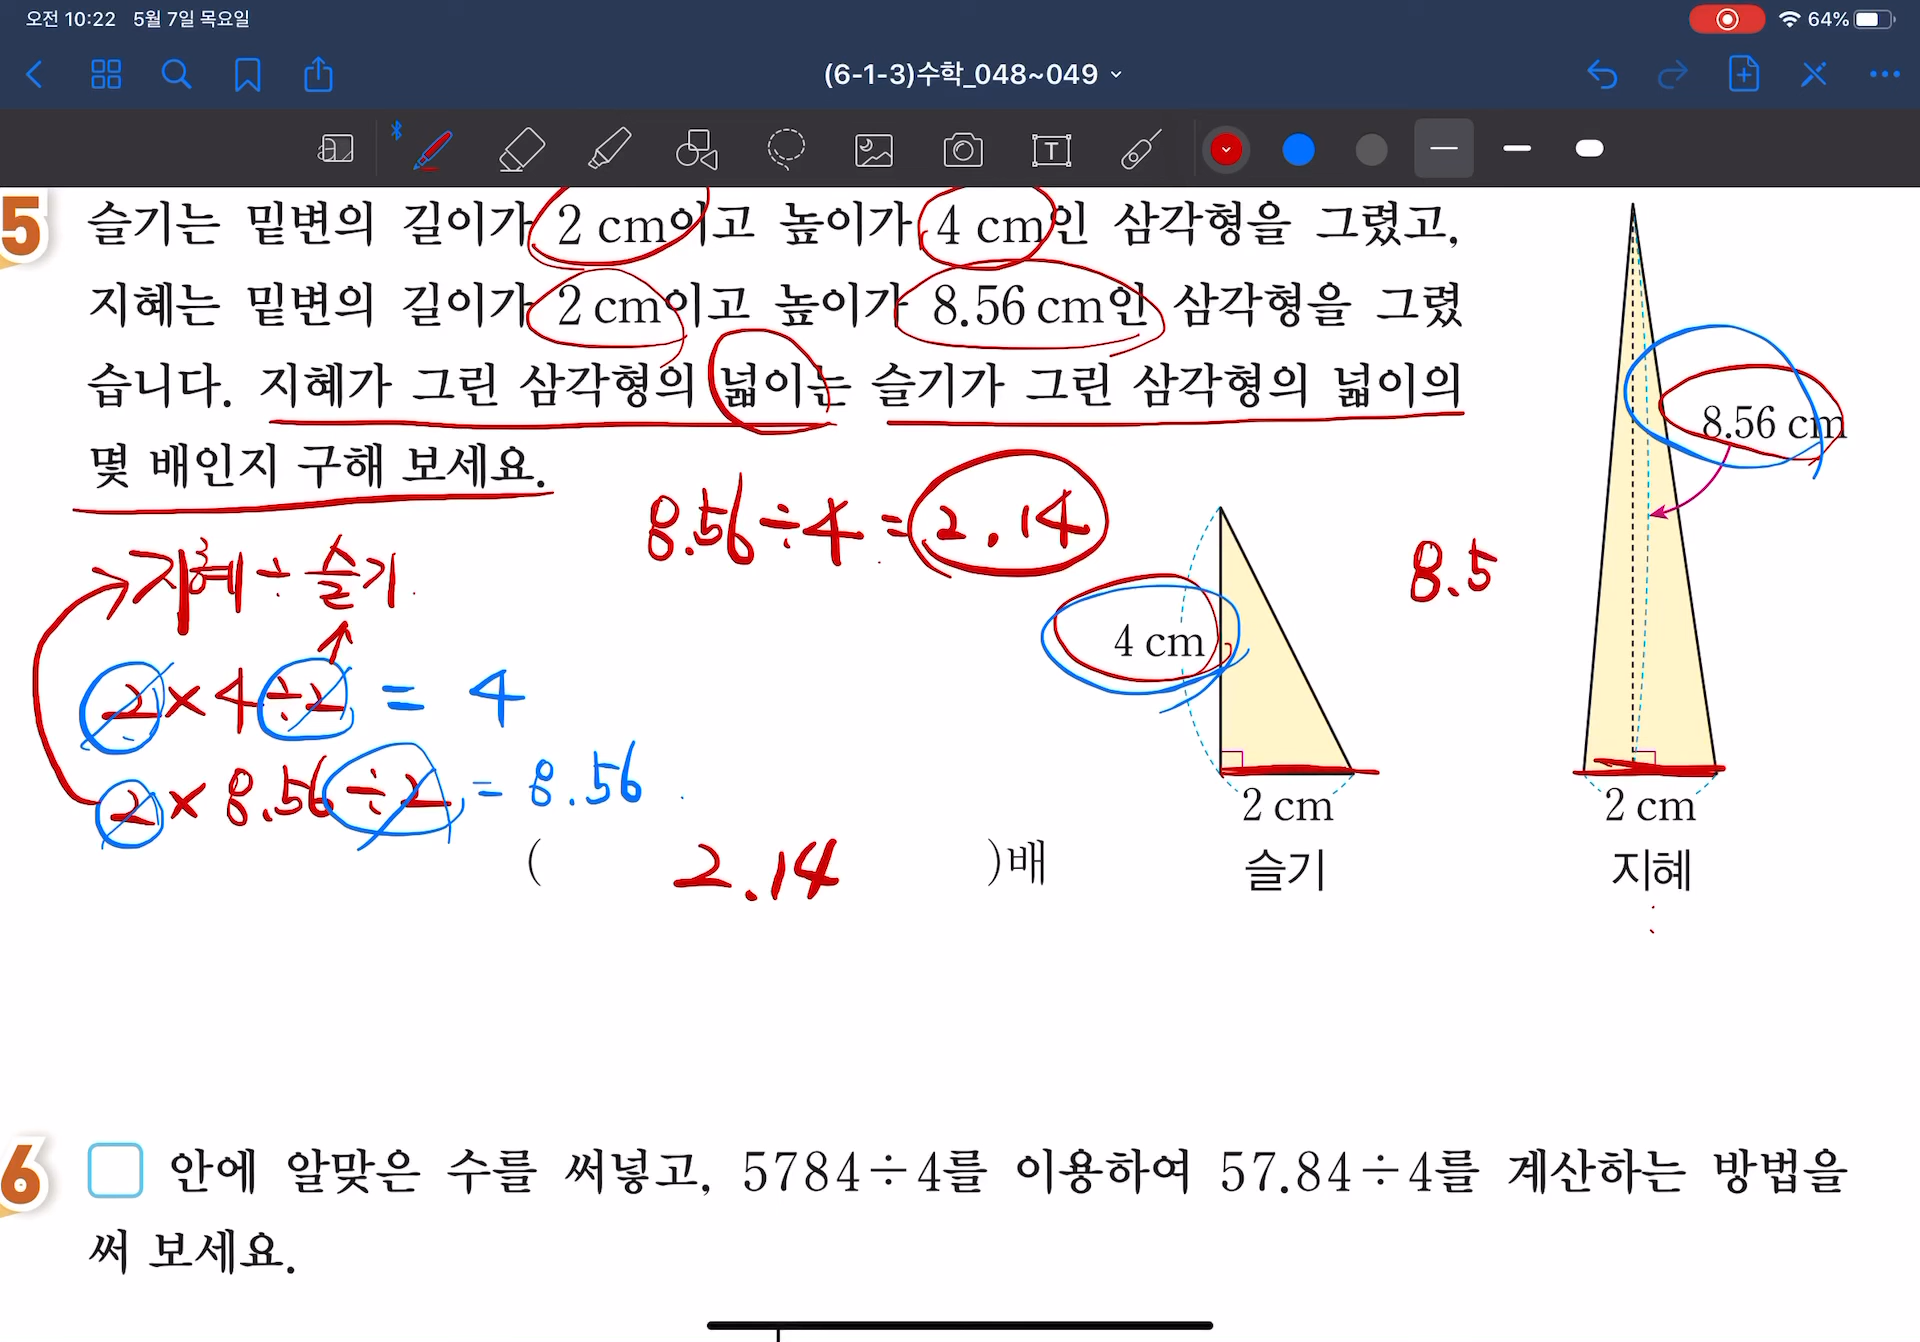 오전 10:22 5월 7일 목요일
64%
(6-1-3)수학_048~049
5 슬기는 밑변의 길이가 2 cm이고 높이가 4 cm인 삼각형을 그렸고,
지혜는 밑변의 길이가 2 cm이고 높이가 8.56 cm인 삼각형을 그렸
습니다. 지혜가 그린 삼각형의 넓이는 슬기가 그린 삼각형의 넓이의
몇 배인지 구해 보세요.
8.56 cm
8.56÷4=2.14
8.5
지혜÷슬기
4 cm
2×4÷2 = 4
2×8.56÷2 = 8.56
2 cm
2 cm
( 2.14 )배
슬기
지혜
6 □ 안에 알맞은 수를 써넣고, 5784÷4를 이용하여 57.84÷4를 계산하는 방법을
써 보세요.